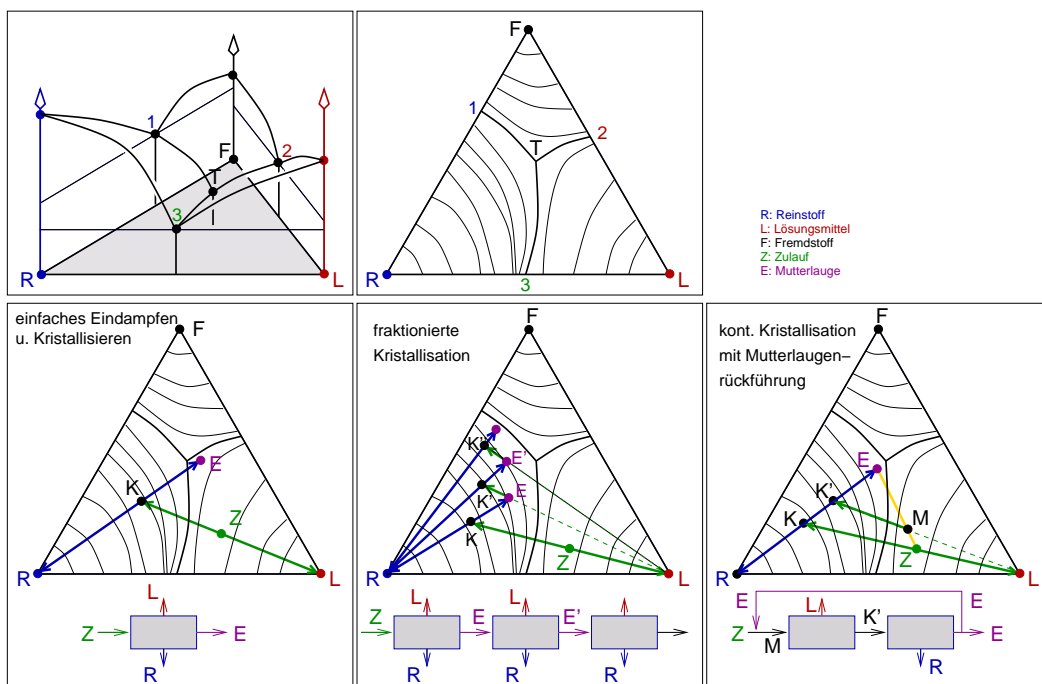 1
F
2
T
3
R
L
F
1
2
T
3
R
L
R: Reinstoff
L: Lösungsmittel
F: Fremdstoff
Z: Zulauf
E: Mutterlauge
einfaches Eindampfen
u. Kristallisieren
F
E
K
Z
R
L
L
Z
E
R
fraktionierte
Kristallisation
F
K''
E'
K'
E
K
Z
R
L
L
L
Z
E
E'
R
R
kont. Kristallisation
mit Mutterlaugen−
rückführung
F
E
K'
K
M
Z
R
L
E
L
E
K'
Z
M
E
R